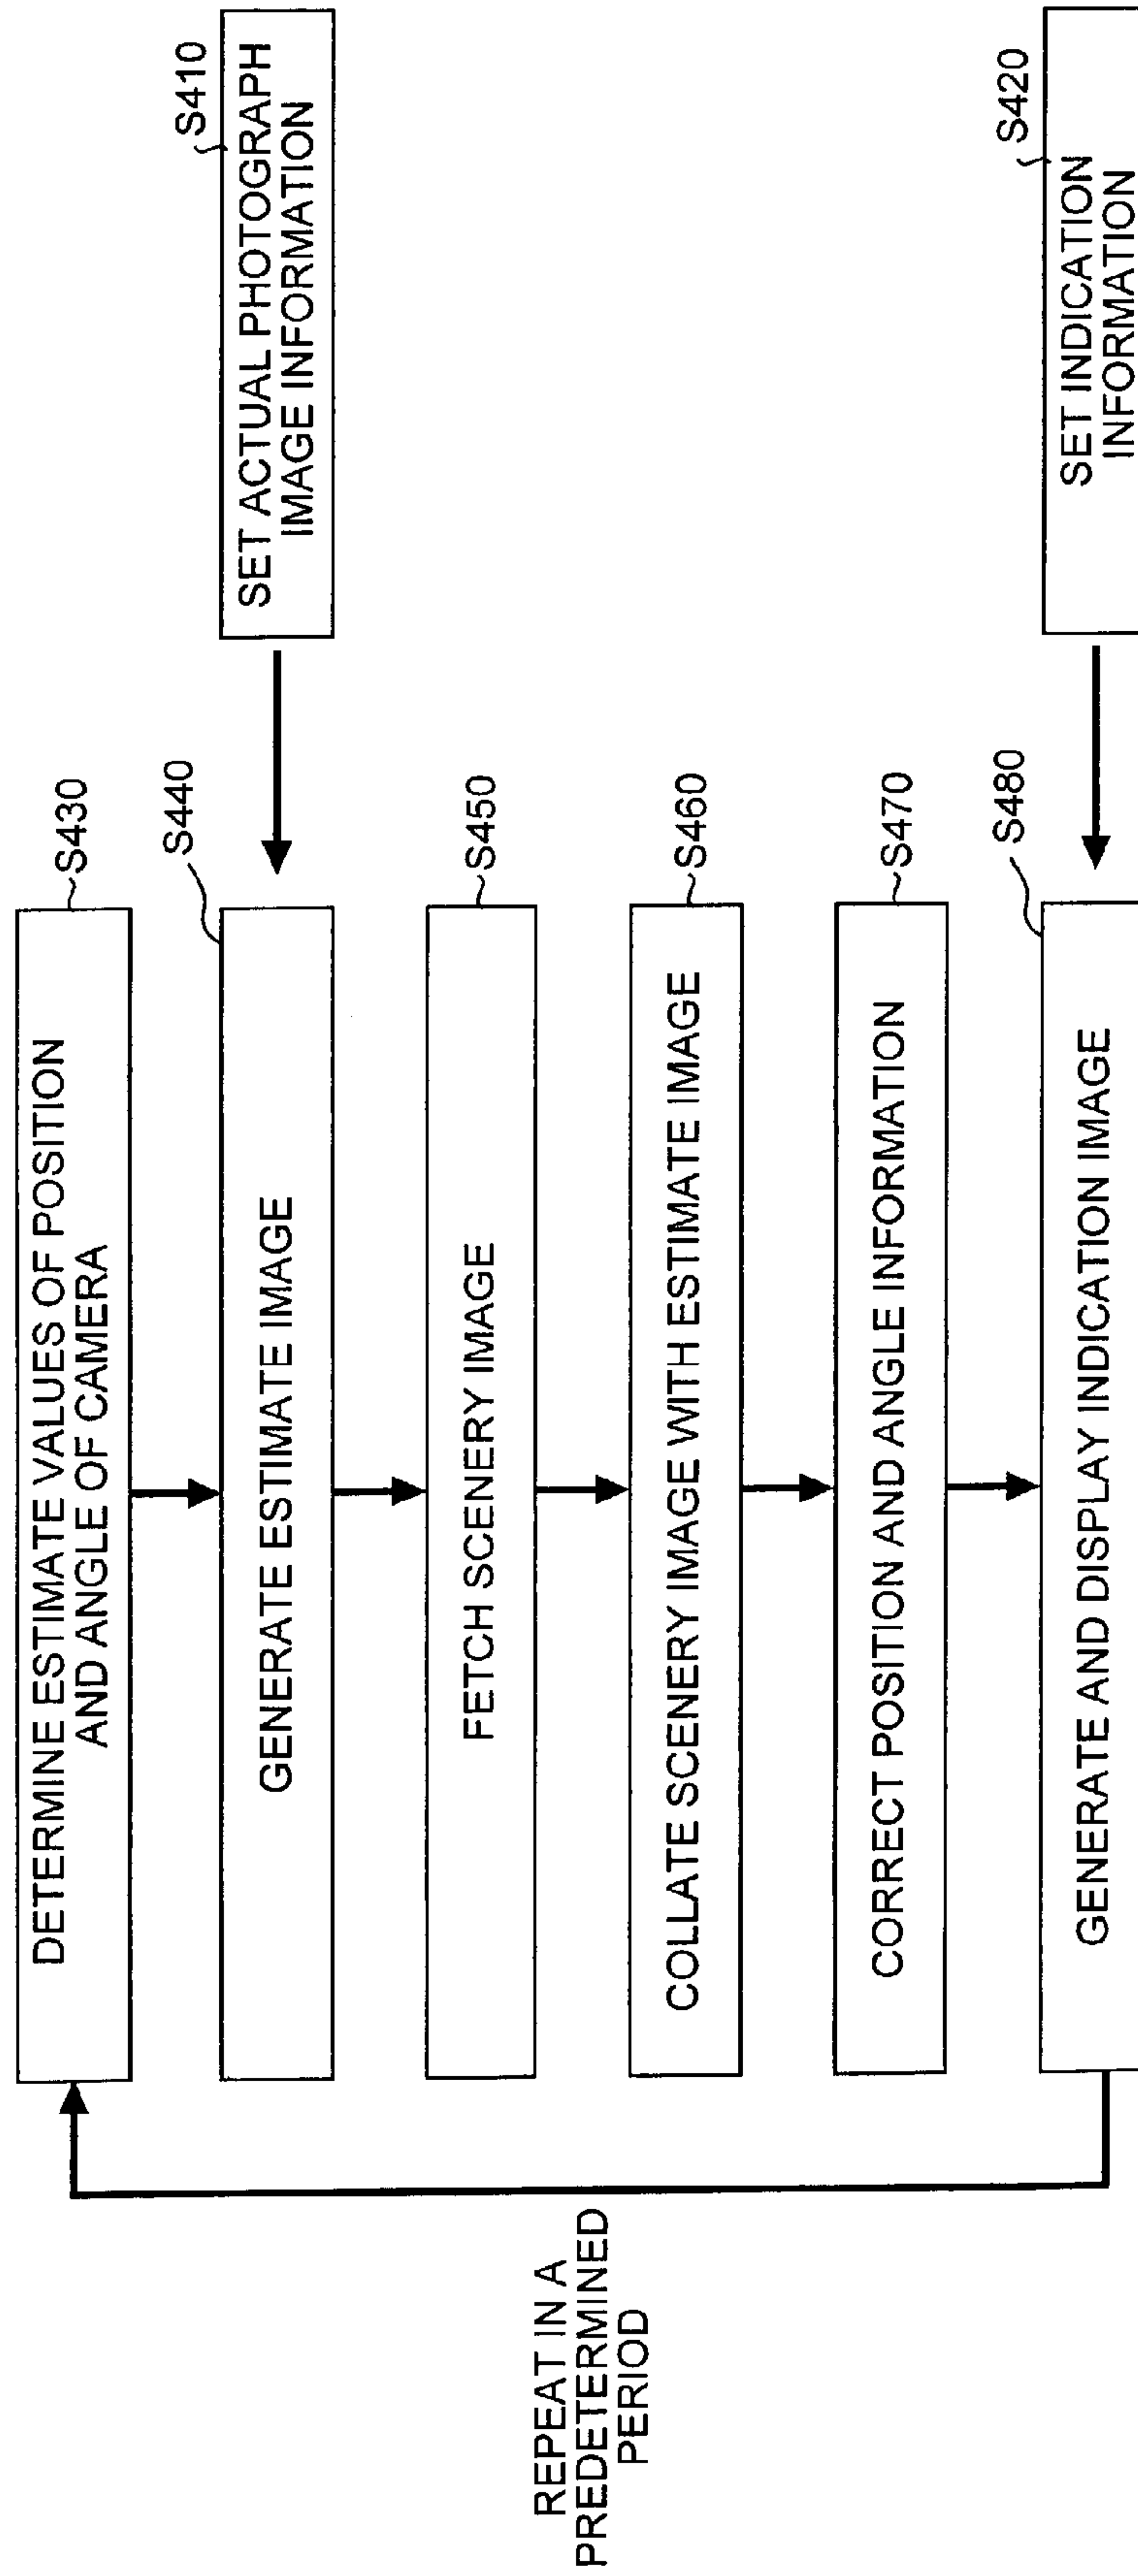 S430
DETERMINE ESTIMATE VALUES OF POSITION
AND ANGLE OF CAMERA
S440
GENERATE ESTIMATE IMAGE
S410
SET ACTUAL PHOTOGRAPH
IMAGE INFORMATION
S450
FETCH SCENERY IMAGE
S460
COLLATE SCENERY IMAGE WITH ESTIMATE IMAGE
S470
CORRECT POSITION AND ANGLE INFORMATION
S480
GENERATE AND DISPLAY INDICATION IMAGE
S420
SET INDICATION
INFORMATION
REPEAT IN A
PREDETERMINED
PERIOD